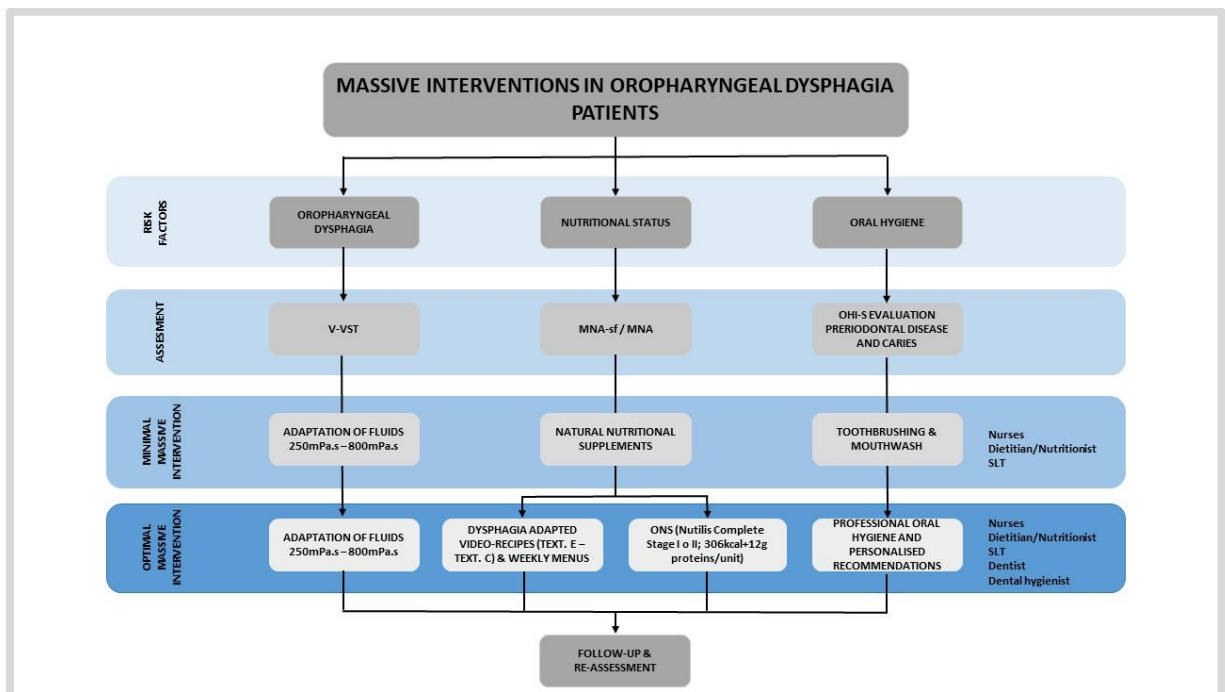 MASSIVE INTERVENTIONS IN OROPHARYNGEAL DYSPHAGIA
PATIENTS
RISK
FACTORS
OROPHARYNGEAL
DYSPHAGIA
NUTRITIONAL STATUS
ORAL HYGIENE
ASSESMENT
V-VST
MNA-sf / MNA
OHI-S EVALUATION
PRERIODONTAL DISEASE
AND CARIES
MINIMAL
MASSIVE
INTERVENTION
ADAPTATION OF FLUIDS
250mPa.s – 800mPa.s
NATURAL NUTRITIONAL
SUPPLEMENTS
TOOTHBRUSHING &
MOUTHWASH
Nurses
Dietitian/Nutritionist
SLT
OPTIMAL
MASSIVE
INTERVENTION
ADAPTATION OF FLUIDS
250mPa.s – 800mPa.s
DYSPHAGIA ADAPTED
VIDEO-RECIPES (TEXT. E –
TEXT. C) & WEEKLY MENUS
ONS (Nutilis Complete
Stage I o II; 306kcal+12g
proteins/unit)
PROFESSIONAL ORAL
HYGIENE AND
PERSONALISED
RECOMMENDATIONS
Nurses
Dietitian/Nutritionist
SLT
Dentist
Dental hygienist
FOLLOW-UP &
RE-ASSESSMENT